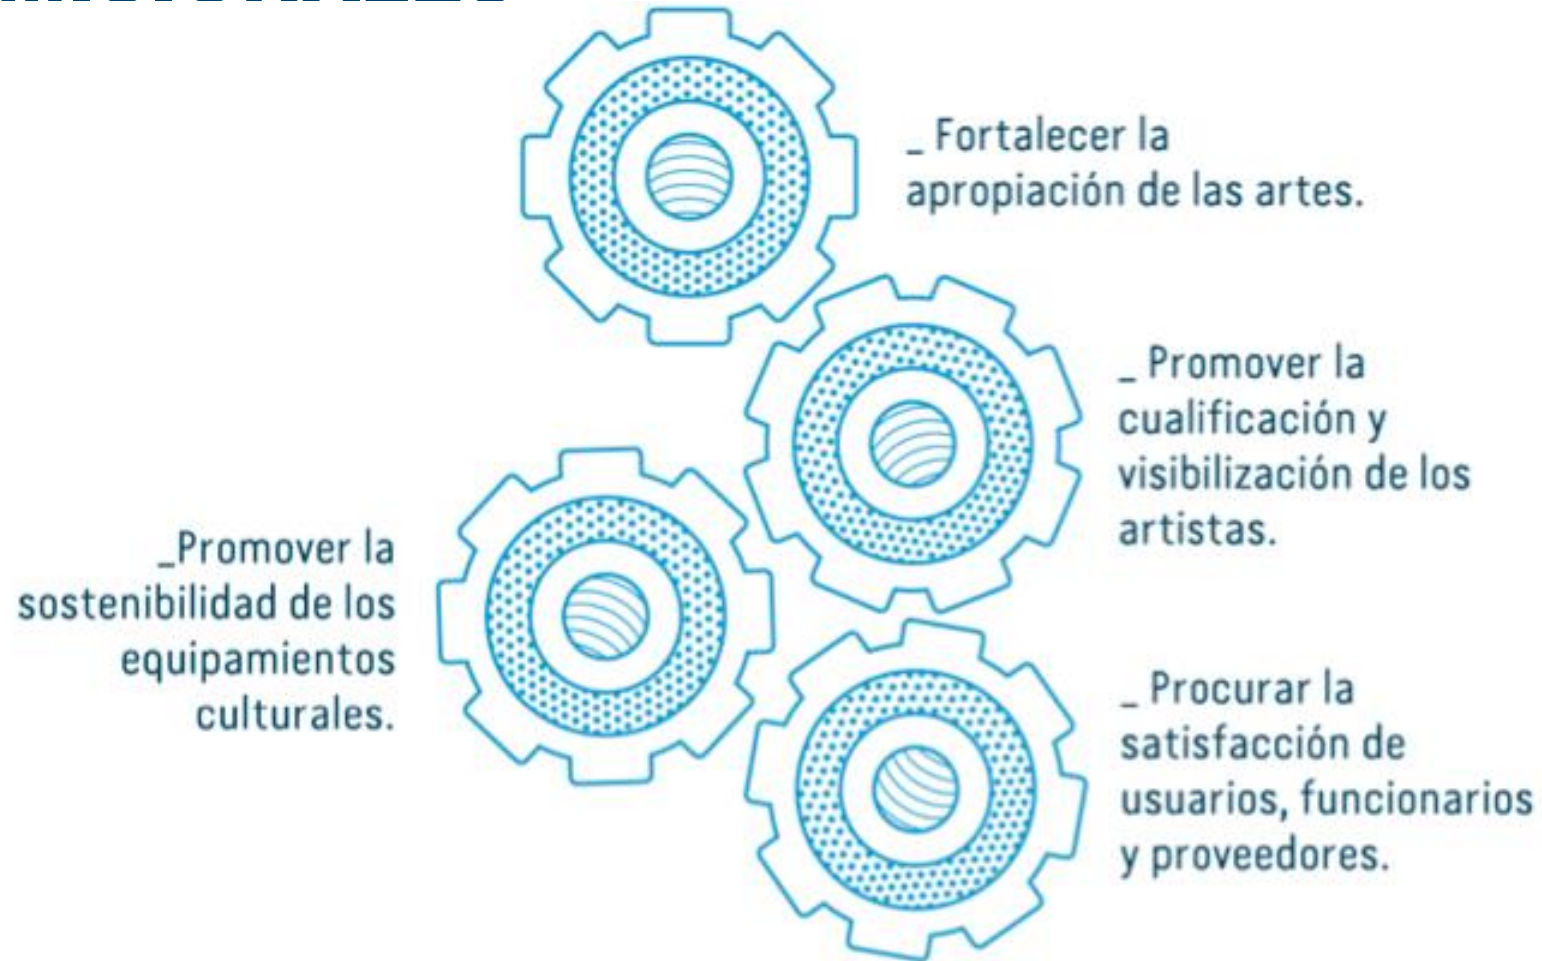 _ Fortalecer la
apropiación de las artes.
_ Promover la
cualificación y
visibilización de los
artistas.
_Promover la
sostenibilidad de los
equipamientos
culturales.
_ Procurar la
satisfacción de
usuarios, funcionarios
y proveedores.